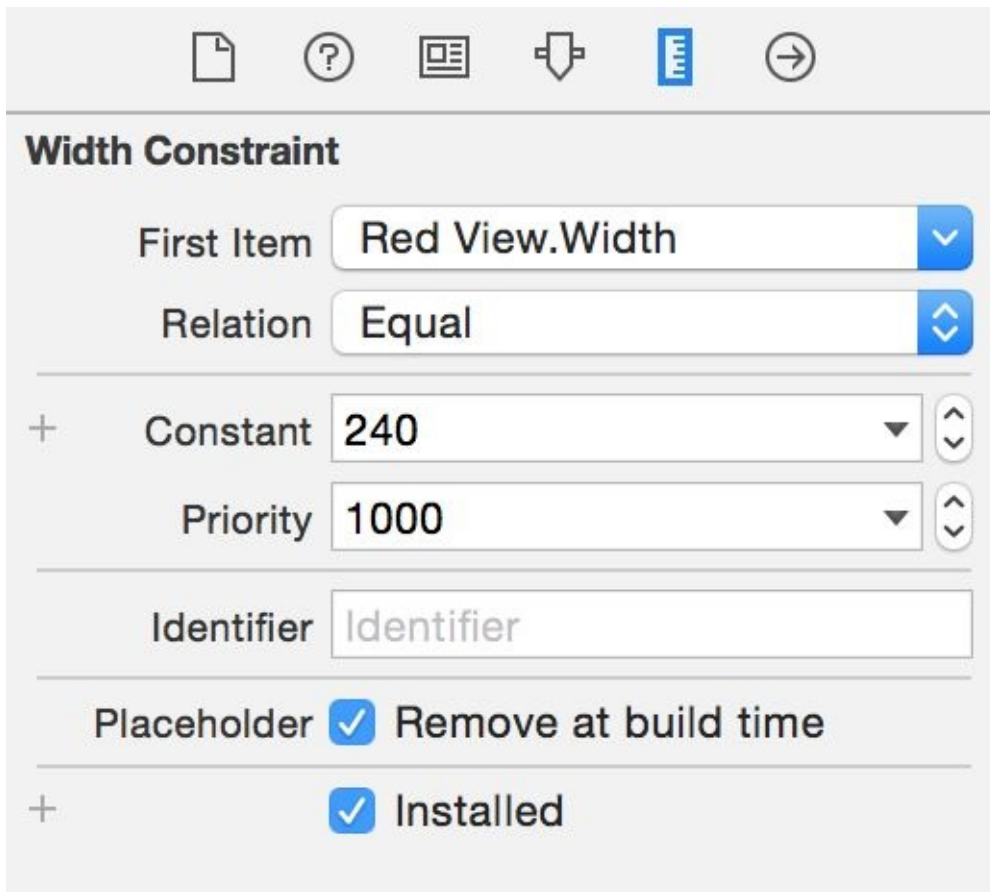 Width Constraint
First Item Red View.Width
Relation Equal
+ Constant 240
Priority 1000
Identifier Identifier
Placeholder Remove at build time
+ Installed